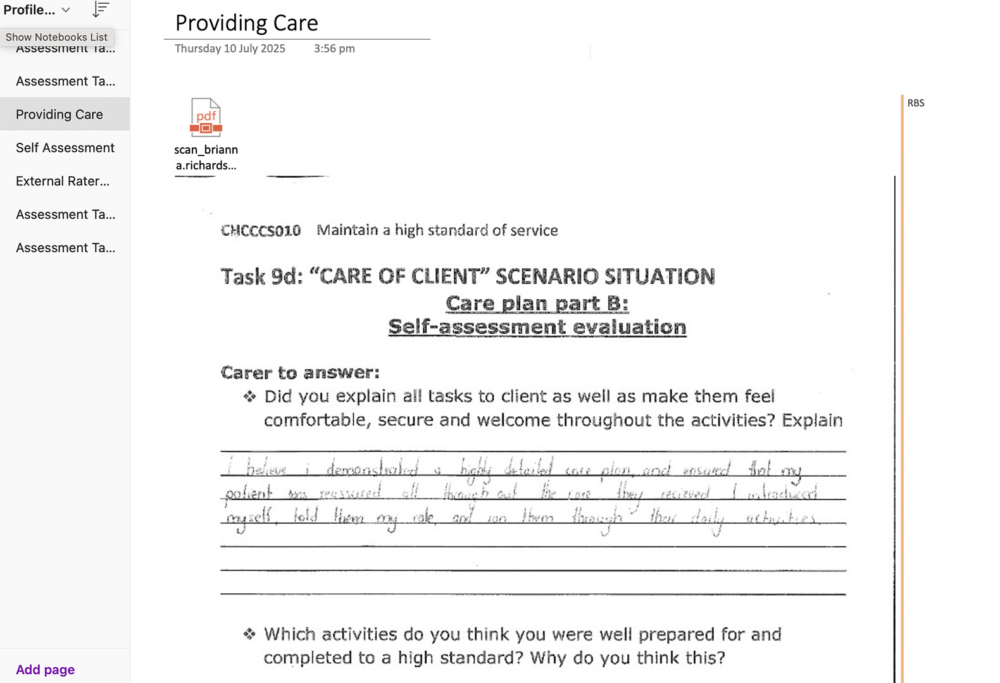 Profile...
Show Notebooks List
Assessment Ta...
Assessment Ta...
Providing Care
Self Assessment
External Rater...
Assessment Ta...
Assessment Ta...
Add page
Providing Care
Thursday 10 July 2025 3:56 pm
pdf
scan_briann
a.richards...
RBS
CHCCCS010 Maintain a high standard of service
Task 9d: “CARE OF CLIENT” SCENARIO SITUATION
Care plan part B:
Self-assessment evaluation
Carer to answer:
❖ Did you explain all tasks to client as well as make them feel
comfortable, secure and welcome throughout the activities? Explain
I believe i demonstrated a highly detailed care plan, and ensured that my
patient was reassured all through out the care they recieved I introduced
myself, told them my role, and ran them through their daily activities.
❖ Which activities do you think you were well prepared for and
completed to a high standard? Why do you think this?